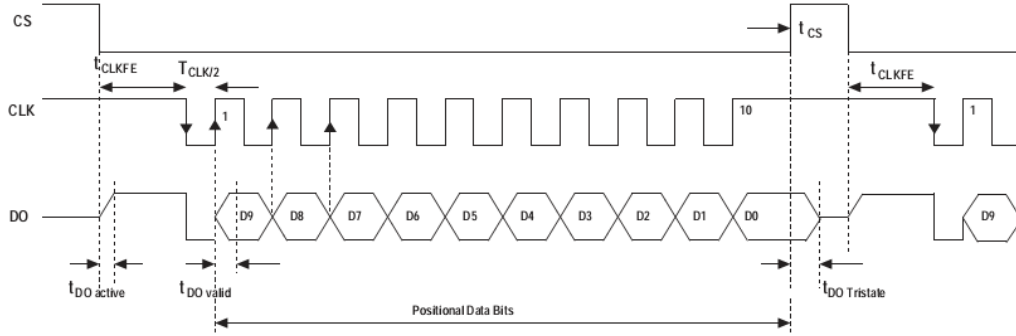 CS
t CS
t CLKFE
T CLK/2
t CLKFE
CLK
1
10
1
DO
D9
D8
D7
D6
D5
D4
D3
D2
D1
D0
D9
t DO active
t DO valid
t DO Tristate
Positional Data Bits